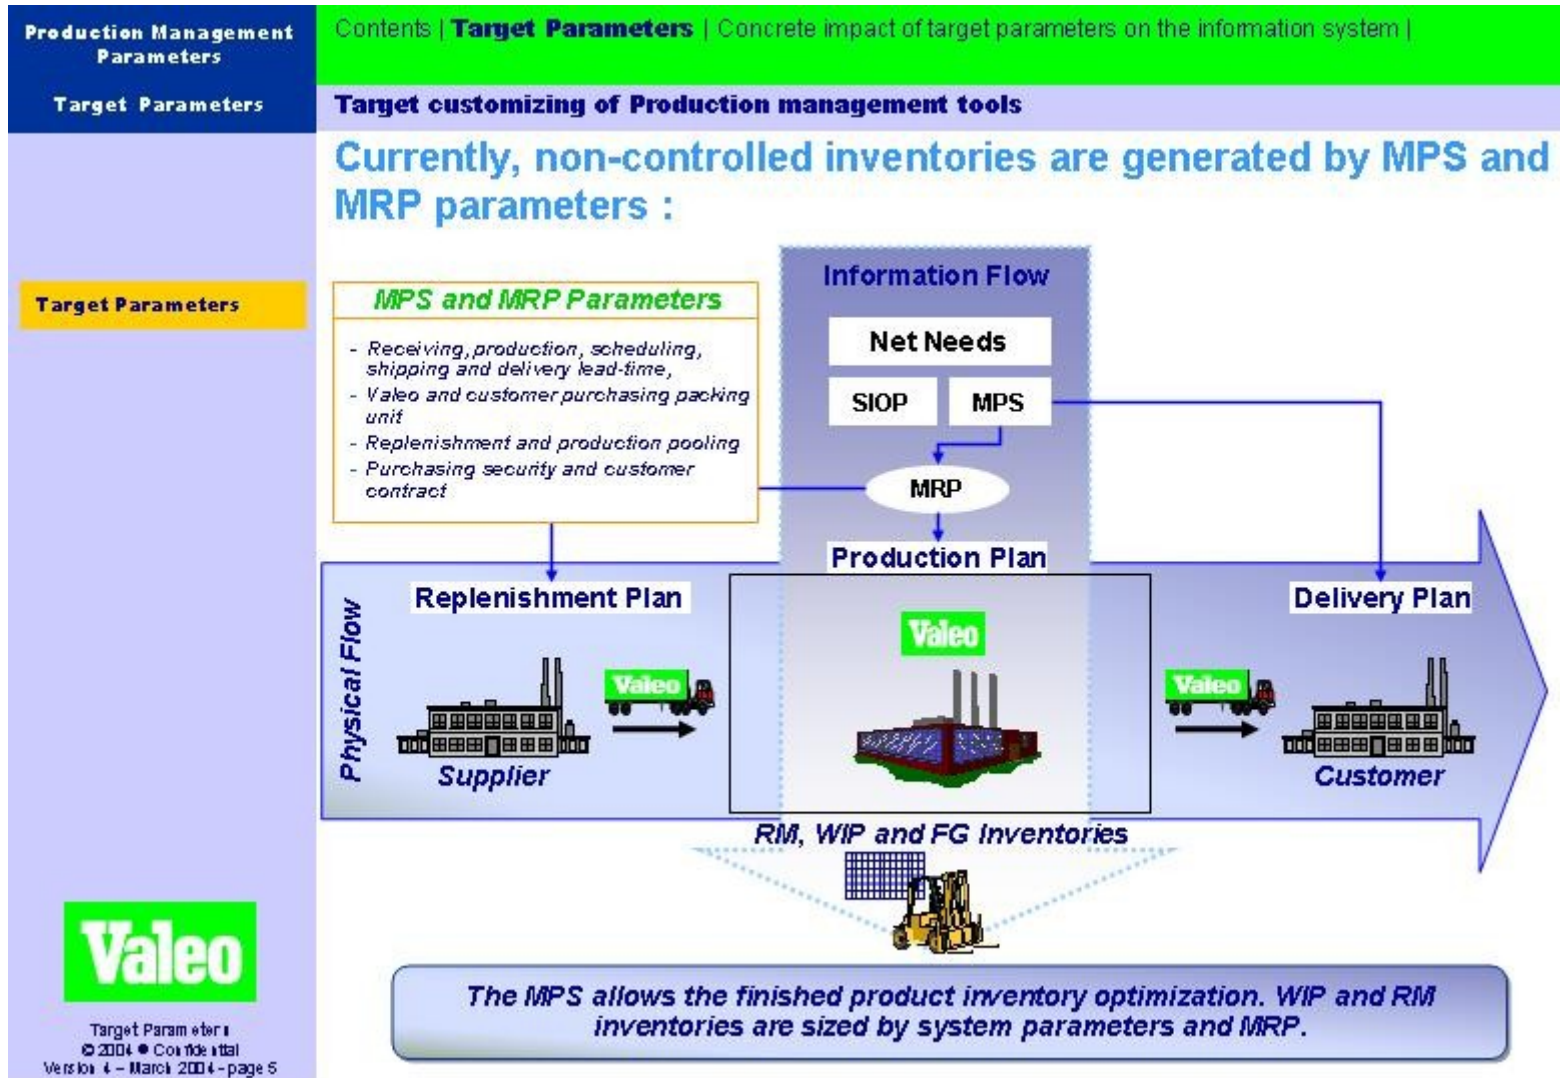 Production Management
Parameters
Target Parameters
Contents | Target Parameters | Concrete impact of target parameters on the information system |
Target customizing of Production management tools
Currently, non-controlled inventories are generated by MPS and
MRP parameters :
Target Parameters
MPS and MRP Parameters
- Receiving, production, scheduling,
shipping and delivery lead-time,
- Valeo and customer purchasing packing
unit
- Replenishment and production pooling
- Purchasing security and customer
contract
Information Flow
Net Needs
SIOP
MPS
MRP
Production Plan
Replenishment Plan
Delivery Plan
Physical Flow
Valeo
Valeo
Valeo
Supplier
Customer
RM, WIP and FG Inventories
The MPS allows the finished product inventory optimization. WIP and RM
inventories are sized by system parameters and MRP.
Valeo
Target Parameters
© 2004 ● Confidential
Version 4 – March 2004 - page 5